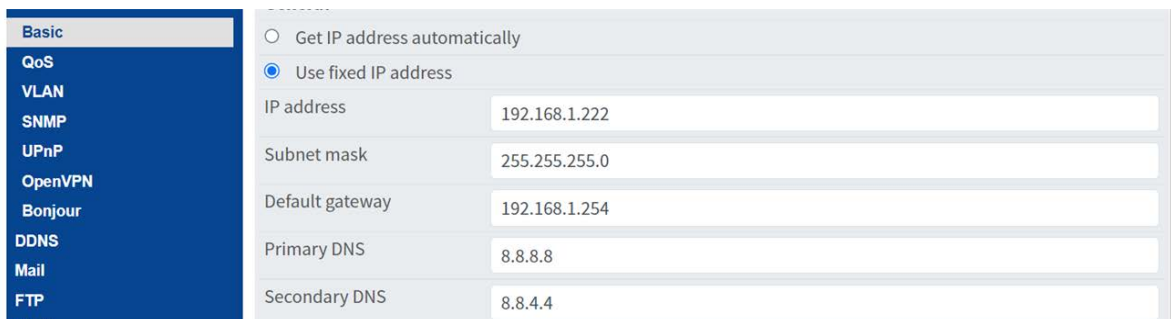 Basic
QoS
VLAN
SNMP
UPnP
OpenVPN
Bonjour
DDNS
Mail
FTP
Get IP address automatically
Use fixed IP address
IP address 192.168.1.222
Subnet mask 255.255.255.0
Default gateway 192.168.1.254
Primary DNS 8.8.8.8
Secondary DNS 8.8.4.4